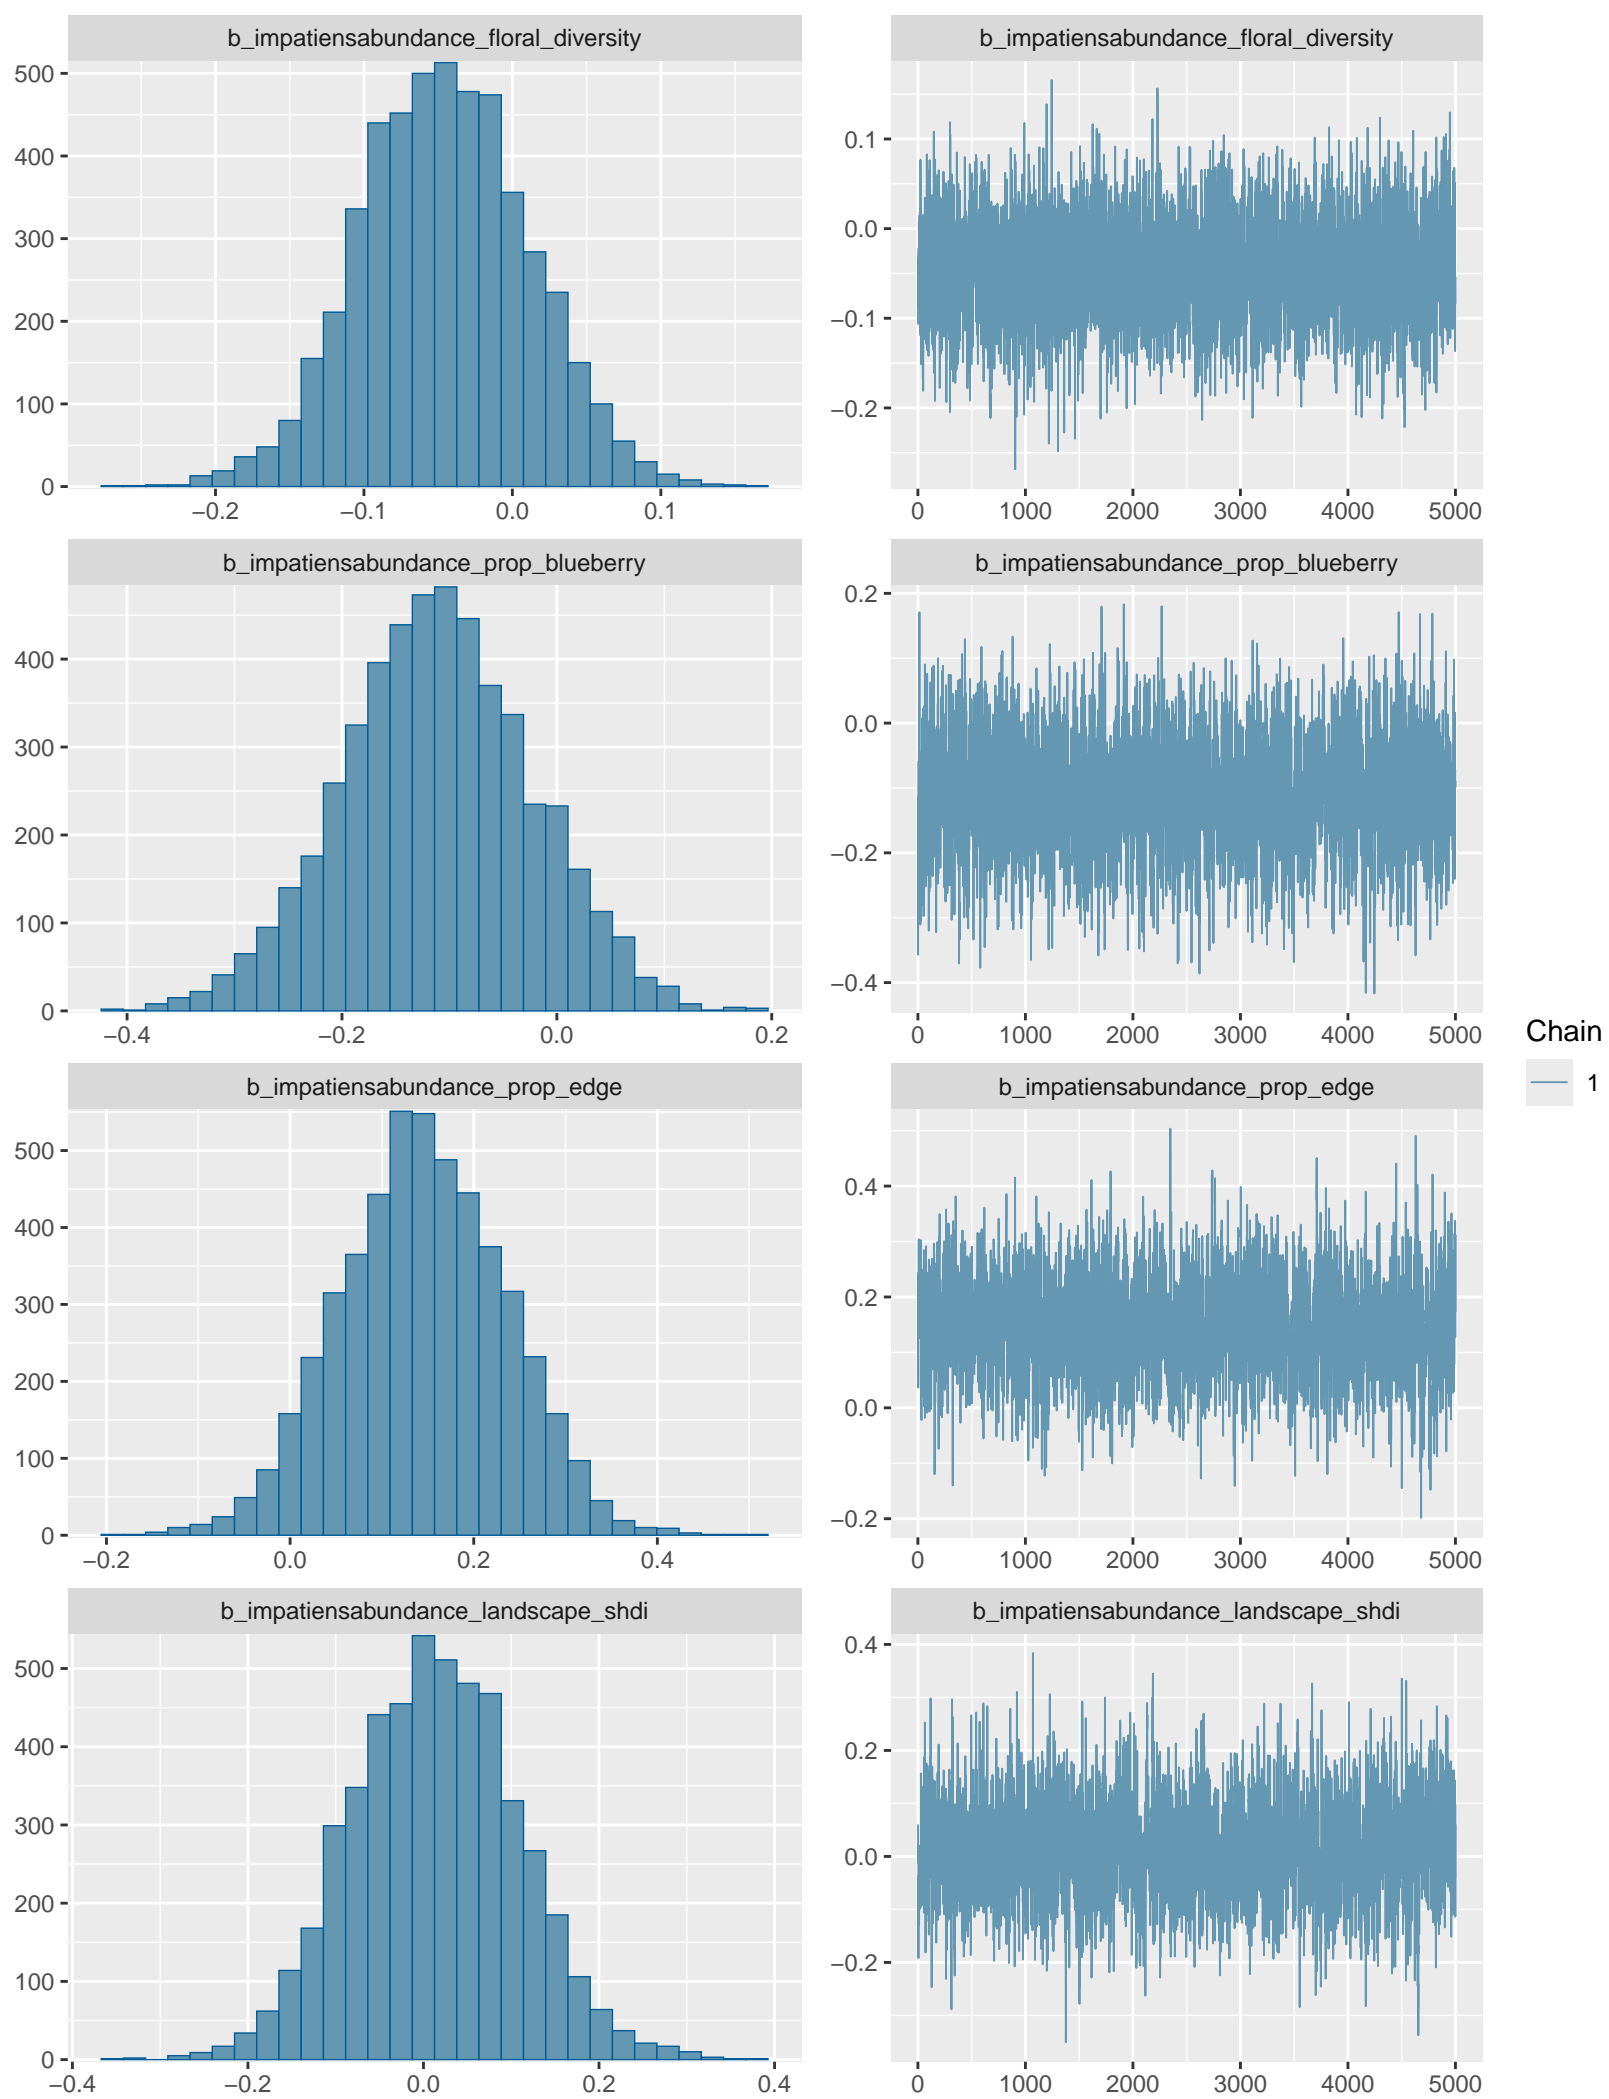 b_impatiensabundance_floral_diversity
500
400
300
200
100
0
−0.2 −0.1 0.0 0.1
b_impatiensabundance_floral_diversity
0.1
0.0
−0.1
−0.2
0 1000 2000 3000 4000 5000
b_impatiensabundance_prop_blueberry
400
300
200
100
0
−0.4 −0.2 0.0 0.2
b_impatiensabundance_prop_blueberry
0.2
0.0
−0.2
−0.4
0 1000 2000 3000 4000 5000
b_impatiensabundance_prop_edge
500
400
300
200
100
0
−0.2 0.0 0.2 0.4
b_impatiensabundance_prop_edge
0.4
0.2
0.0
−0.2
0 1000 2000 3000 4000 5000
b_impatiensabundance_landscape_shdi
500
400
300
200
100
0
−0.4 −0.2 0.0 0.2 0.4
b_impatiensabundance_landscape_shdi
0.4
0.2
0.0
−0.2
0 1000 2000 3000 4000 5000
Chain
1